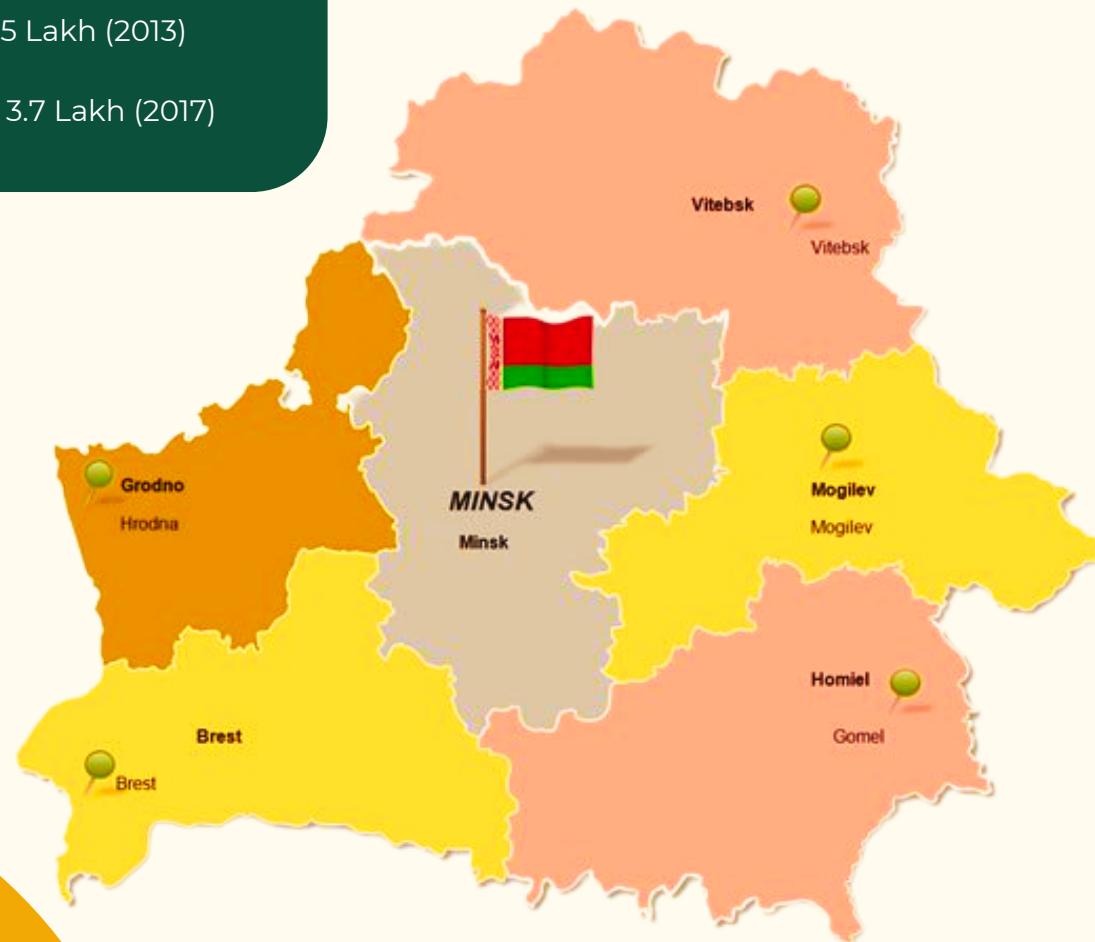 5 Lakh (2013)
3.7 Lakh (2017)
Vitebsk
Vitebsk
Grodno
Hrodna
MINSK
Minsk
Mogilev
Mogilev
Homiel
Gomel
Brest
Brest